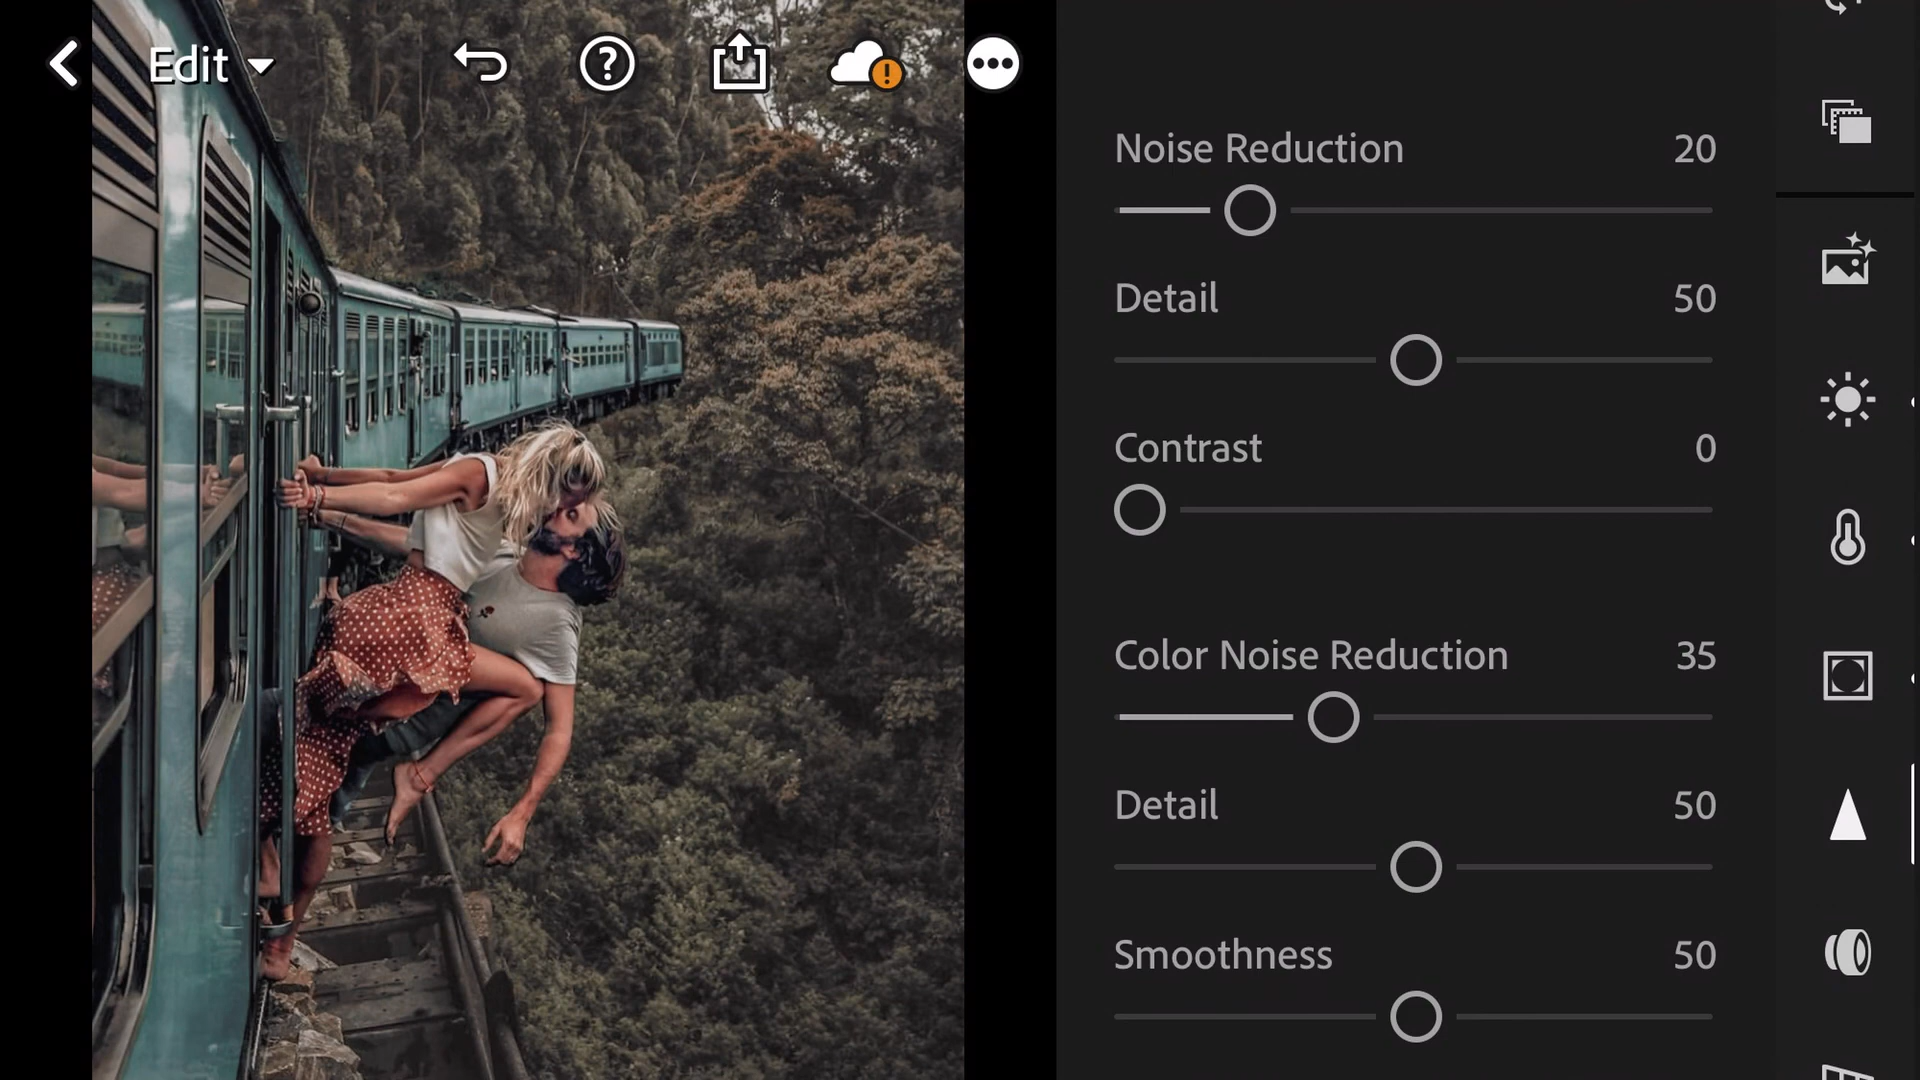 Edit
Noise Reduction 20
Detail 50
Contrast 0
Color Noise Reduction 35
Detail 50
Smoothness 50